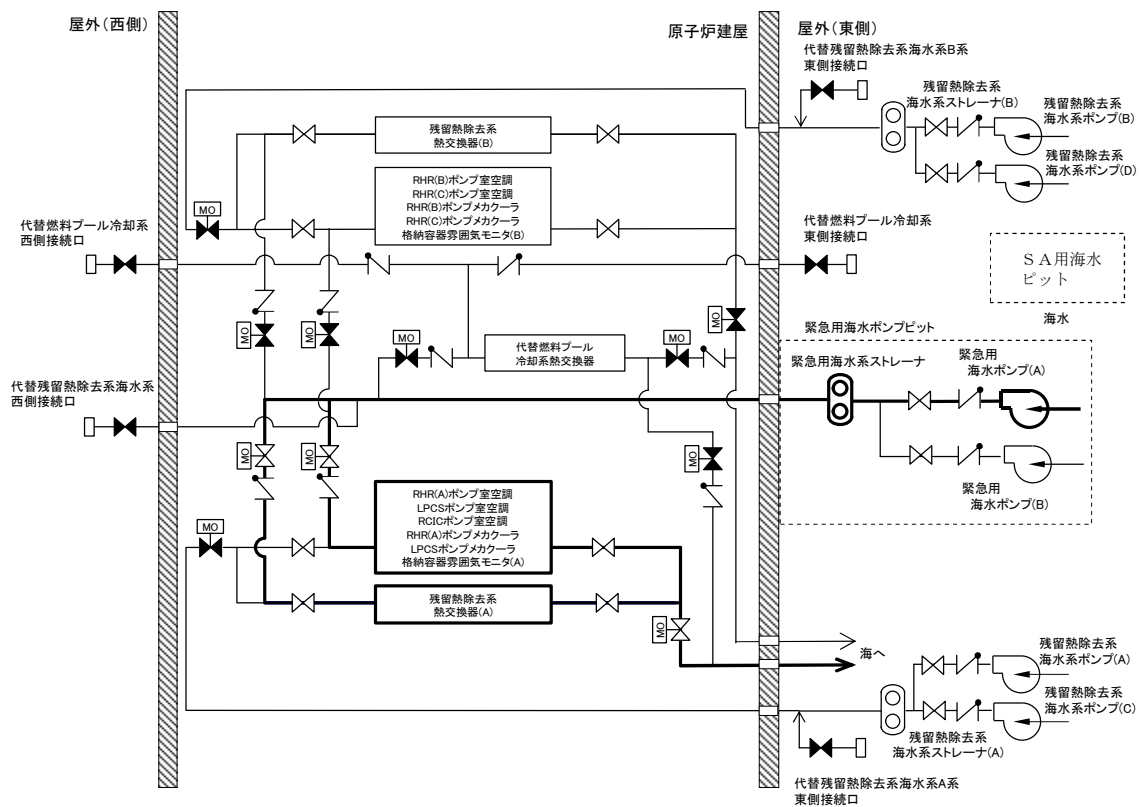 屋外(西側)
原子炉建屋
屋外(東側)
代替残留熱除去系海水系B系
東側接続口
残留熱除去系
海水系ストレーナ(B)
残留熱除去系
海水系ポンプ(B)
残留熱除去系
海水系ポンプ(D)
残留熱除去系
熱交換器(B)
RHR(B)ポンプ室空調
RHR(C)ポンプ室空調
RHR(B)ポンプメカクーラ
RHR(C)ポンプメカクーラ
格納容器雰囲気モニタ(B)
MO
代替燃料プール冷却系
西側接続口
代替燃料プール冷却系
東側接続口
SA用海水
ピット
海水
MO
MO
MO
MO
MO
代替燃料プール
冷却系熱交換器
緊急用海水ポンプピット
緊急用海水系ストレーナ
緊急用
海水ポンプ(A)
代替残留熱除去系海水系
西側接続口
MO
MO
MO
緊急用
海水ポンプ(B)
RHR(A)ポンプ室空調
LPCSポンプ室空調
RCICポンプ室空調
RHR(A)ポンプメカクーラ
LPCSポンプメカクーラ
格納容器雰囲気モニタ(A)
MO
残留熱除去系
熱交換器(A)
MO
海へ
残留熱除去系
海水系ポンプ(A)
残留熱除去系
海水系ポンプ(C)
残留熱除去系
海水系ストレーナ(A)
代替残留熱除去系海水系A系
東側接続口